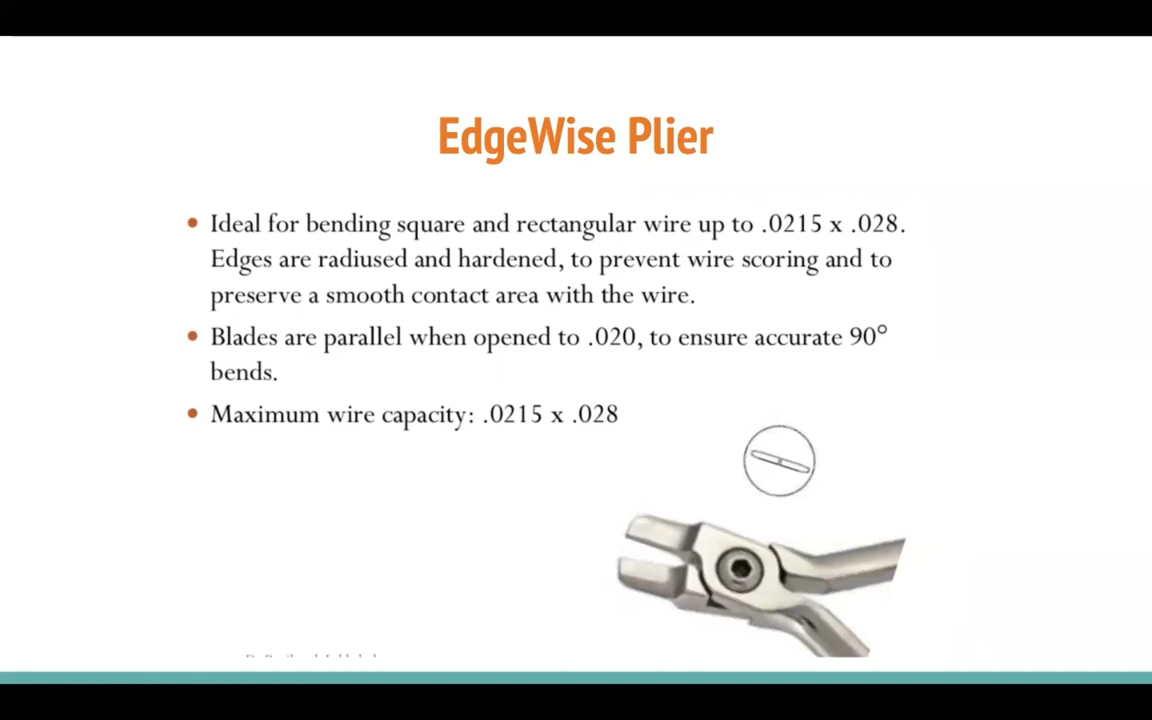 EdgeWise Plier
• Ideal for bending square and rectangular wire up to .0215 x .028.
Edges are radiused and hardened, to prevent wire scoring and to
preserve a smooth contact area with the wire.
• Blades are parallel when opened to .020, to ensure accurate 90°
bends.
• Maximum wire capacity: .0215 x .028